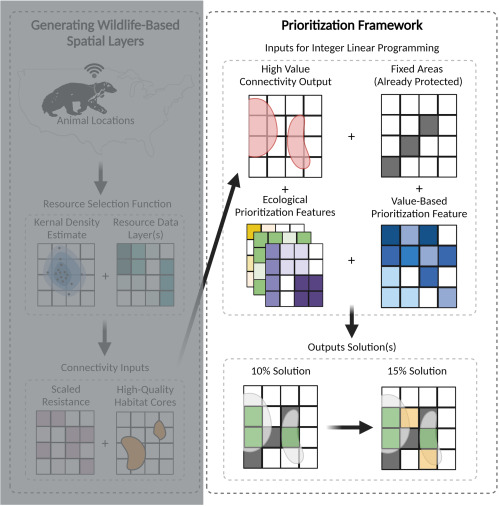 Generating Wildlife-Based
Spatial Layers
Animal Locations
Resource Selection Function
Kernal Density
Estimate
+
Resource Data
Layer(s)
Connectivity Inputs
Scaled
Resistance
+
High-Quality
Habitat Cores
Prioritization Framework
Inputs for Integer Linear Programming
High Value
Connectivity Output
+
Fixed Areas
(Already Protected)
+
+
Ecological
Prioritization Features
+
Value-Based
Prioritization Feature
Outputs Solution(s)
10% Solution
15% Solution